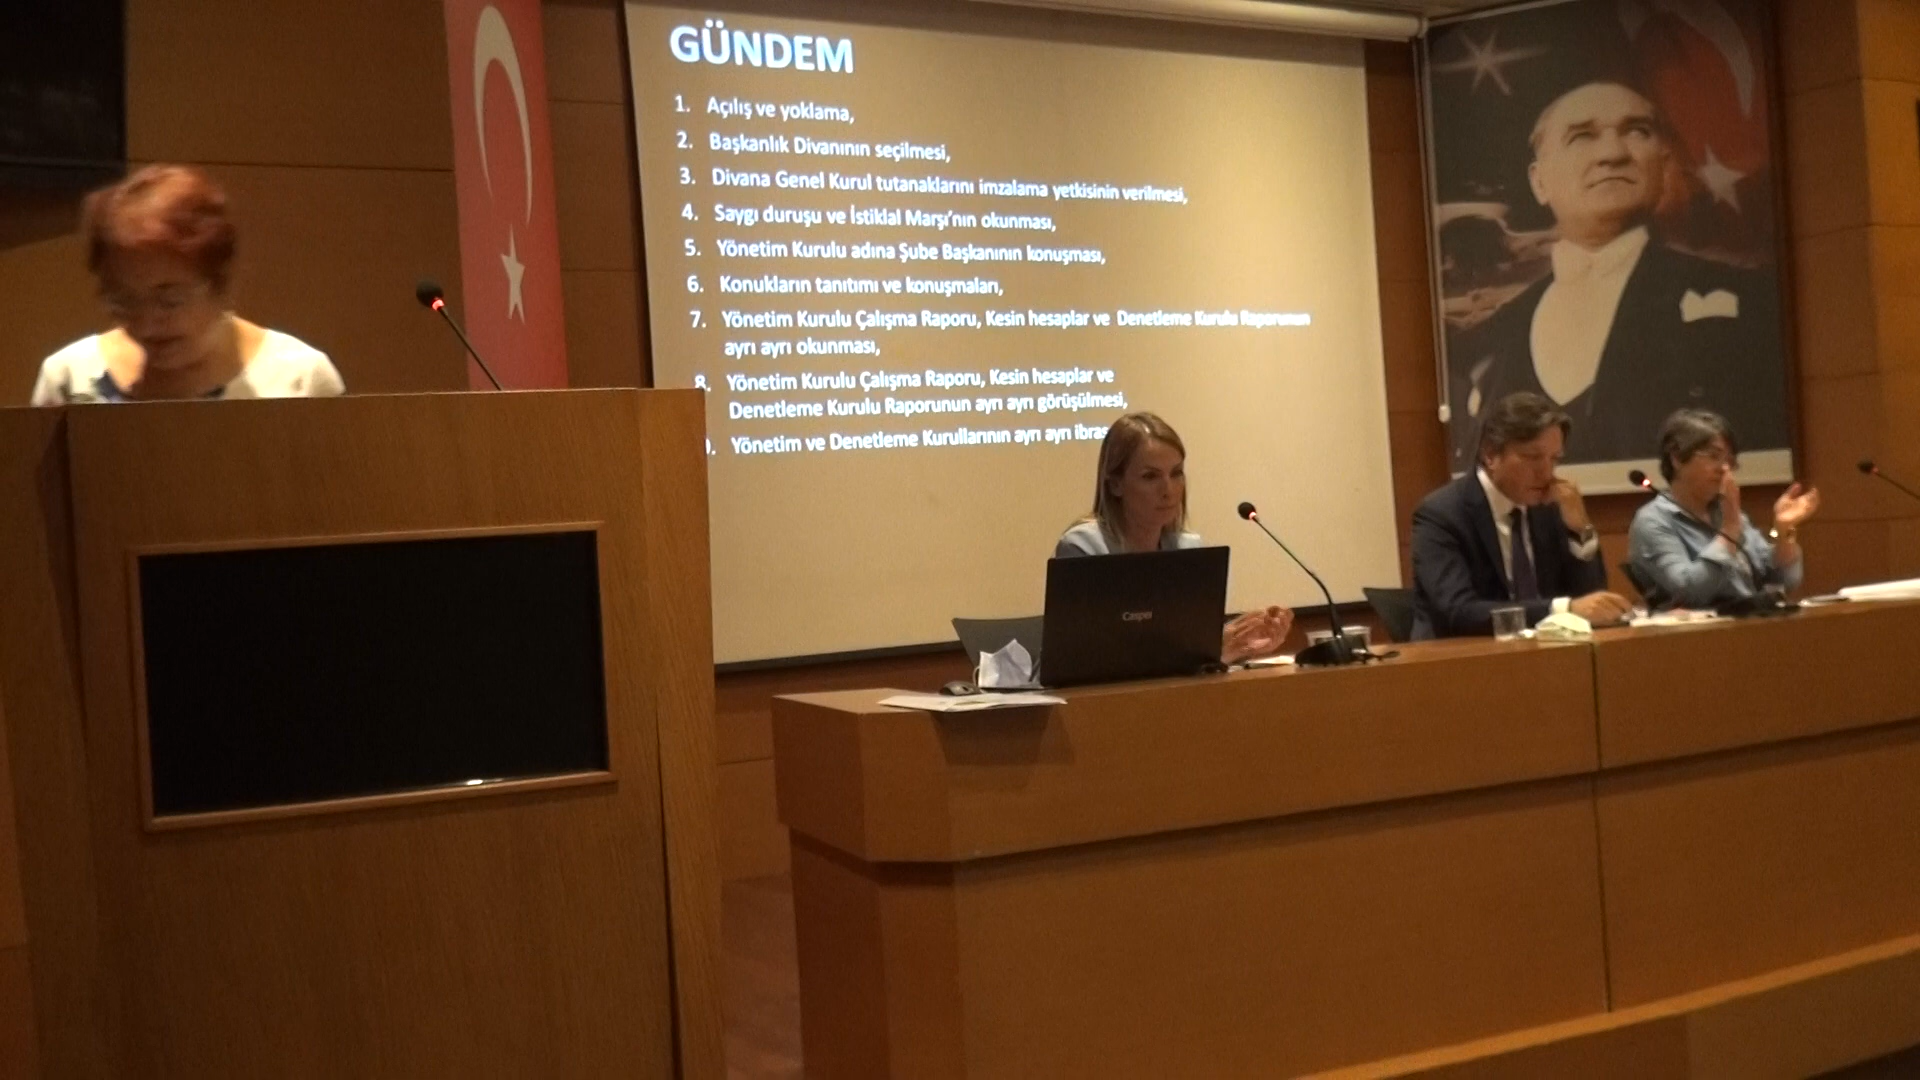 GÜNDEM
1. Açılış ve yoklama,
2. Başkanlık Divanının seçilmesi,
3. Divana Genel Kurul tutanaklarını imzalama yetkisinin verilmesi,
4. Saygı duruşu ve İstiklal Marşı'nın okunması,
5. Yönetim Kurulu adına Şube Başkanının konuşması,
6. Konukların tanıtımı ve konuşmaları,
7. Yönetim Kurulu Çalışma Raporu, Kesin hesaplar ve Denetleme Kurulu Raporunun
ayrı ayrı okunması,
8. Yönetim Kurulu Çalışma Raporu, Kesin hesaplar ve
Denetleme Kurulu Raporunun ayrı ayrı görüşülmesi,
Yönetim ve Denetleme Kurullarının ayrı ayrı
Casper